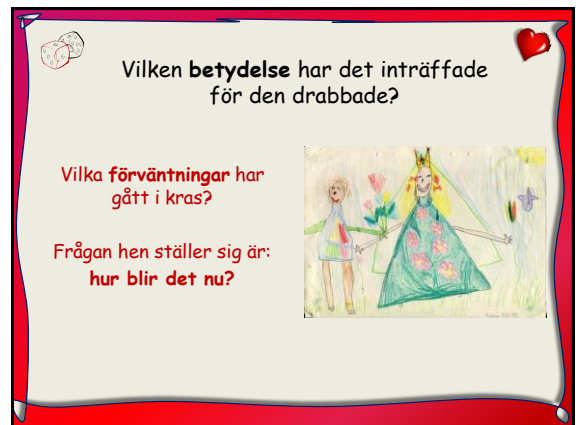 Vilken betydelse har det inträffade
för den drabbade?
Vilka förväntningar har
gått i kras?
Frågan hen ställer sig är:
hur blir det nu?